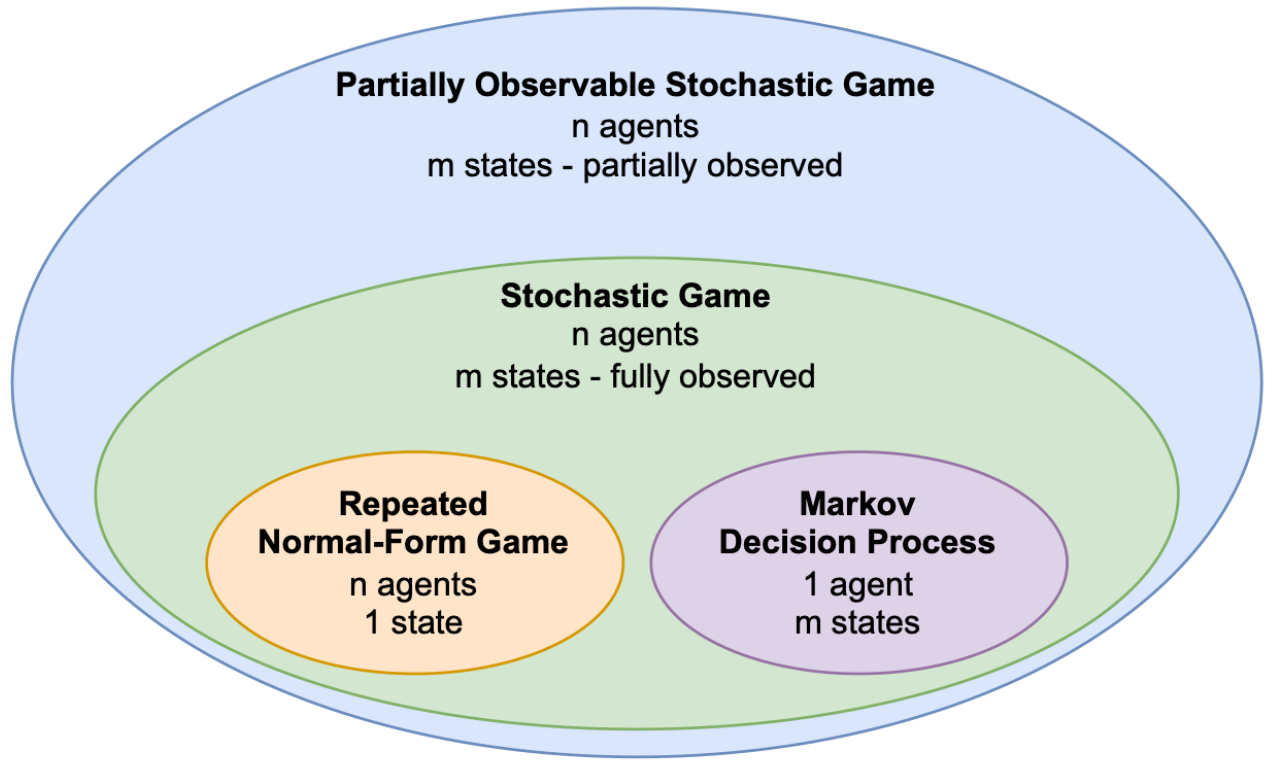 Partially Observable Stochastic Game
n agents
m states - partially observed
Stochastic Game
n agents
m states - fully observed
Repeated
Normal-Form Game
n agents
1 state
Markov
Decision Process
1 agent
m states